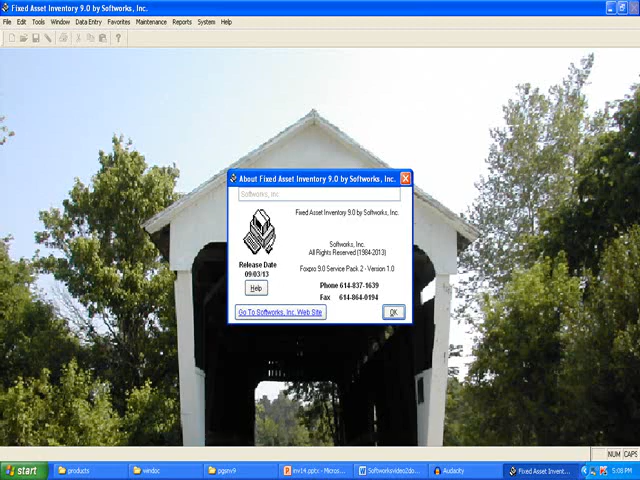 Fixed Asset Inventory 9.0 by Softworks, Inc.
File Edit Tools Window Data Entry Favorites Maintenance Reports System Help
About Fixed Asset Inventory 9.0 by Softworks, Inc.
Softworks, Inc.
Fixed Asset Inventory 9.0 by Softworks, Inc.
Softworks, Inc.
All Rights Reserved (1984-2013)
Release Date
09/03/13
Foxpro 9.0 Service Pack 2 - Version 1.0
Help
Phone 614-837-1639
Fax 614-864-0194
Go To Softworks, Inc. Web Site
OK
NUM CAPS
start products windoc pgsnv9 inv14.pptx - Micros... Softworksvideo2do... Audacity Fixed Asset Invent... 5:08 PM